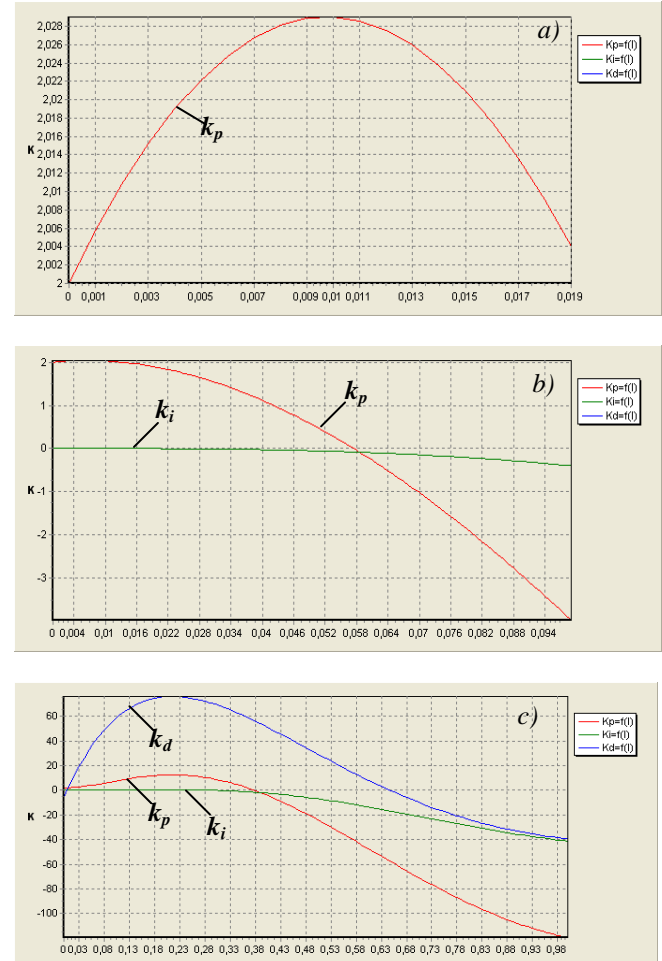 a)
2,028
2,026
2,024
2,022
2,02
2,018
2,016
2,014
2,012
2,01
2,008
2,006
2,004
2,002
2
K
kp
Kp=f(I)
Ki=f(I)
Kd=f(I)
0 0,001 0,003 0,005 0,007 0,009 0,01 0,011 0,013 0,015 0,017 0,019
b)
2
1
0
-1
-2
-3
K
ki
kp
Kp=f(I)
Ki=f(I)
Kd=f(I)
0 0,004 0,01 0,016 0,022 0,028 0,034 0,04 0,046 0,052 0,058 0,064 0,07 0,076 0,082 0,088 0,094
c)
60
40
20
0
-20
-40
-60
-80
-100
K
kd
kp
ki
Kp=f(I)
Ki=f(I)
Kd=f(I)
0 0,03 0,08 0,13 0,18 0,23 0,28 0,33 0,38 0,43 0,48 0,53 0,58 0,63 0,68 0,73 0,78 0,83 0,88 0,93 0,98